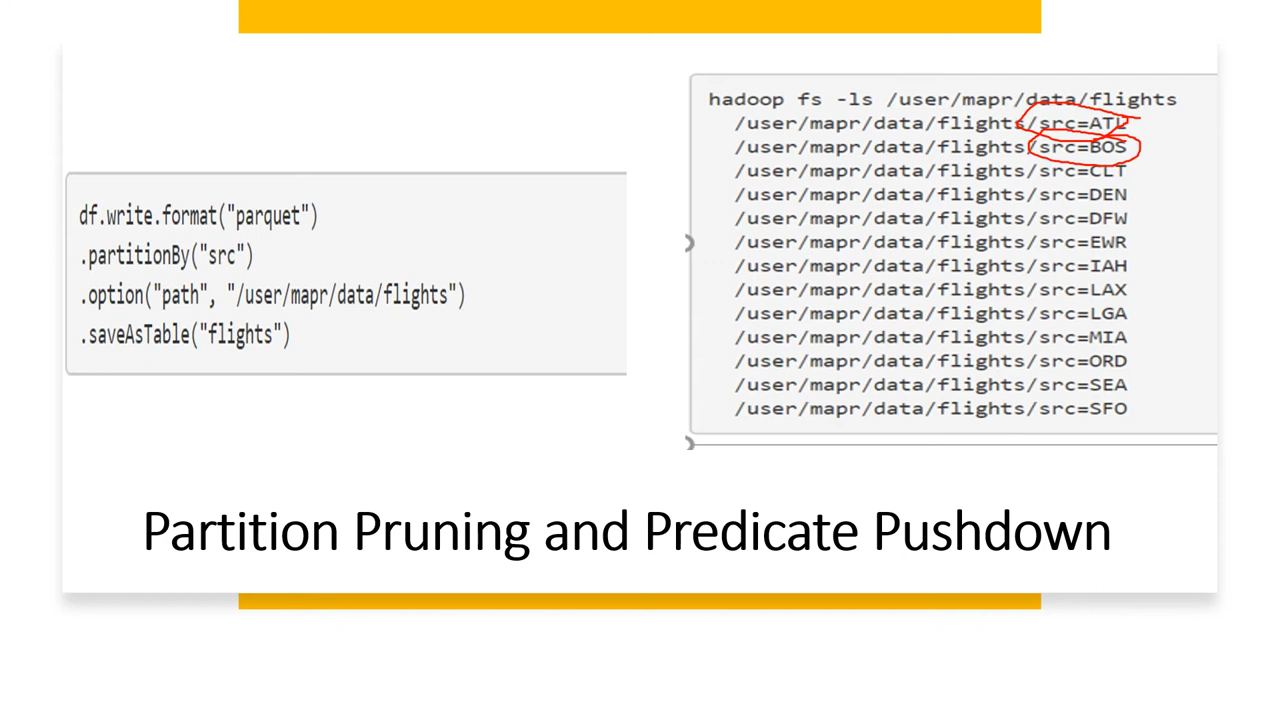 df.write.format("parquet")
.partitionBy("src")
.option("path", "/user/mapr/data/flights")
.saveAsTable("flights")
hadoop fs -ls /user/mapr/data/flights
/user/mapr/data/flights/src=ATL
/user/mapr/data/flights/src=BOS
/user/mapr/data/flights/src=CLT
/user/mapr/data/flights/src=DEN
/user/mapr/data/flights/src=DFW
/user/mapr/data/flights/src=EWR
/user/mapr/data/flights/src=IAH
/user/mapr/data/flights/src=LAX
/user/mapr/data/flights/src=LGA
/user/mapr/data/flights/src=MIA
/user/mapr/data/flights/src=ORD
/user/mapr/data/flights/src=SEA
/user/mapr/data/flights/src=SFO
Partition Pruning and Predicate Pushdown